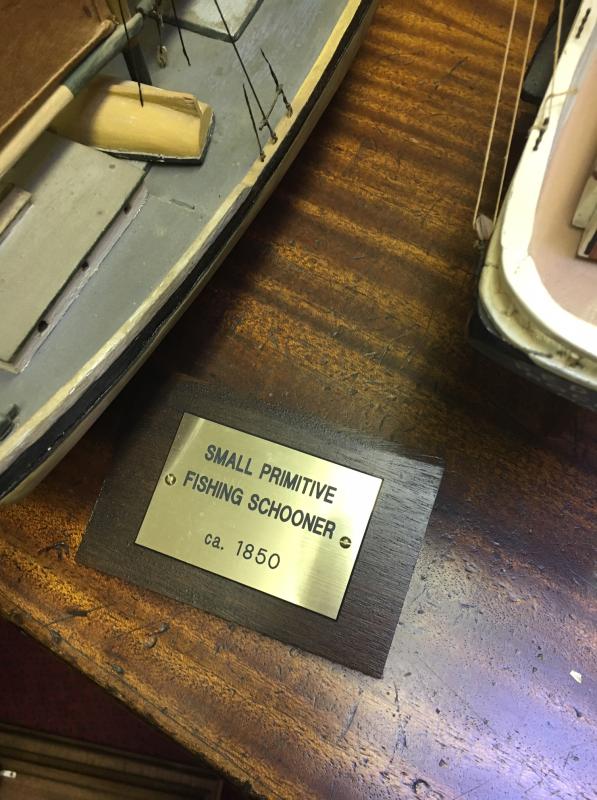 SMALL PRIMITIVE
FISHING SCHOONER
ca. 1850